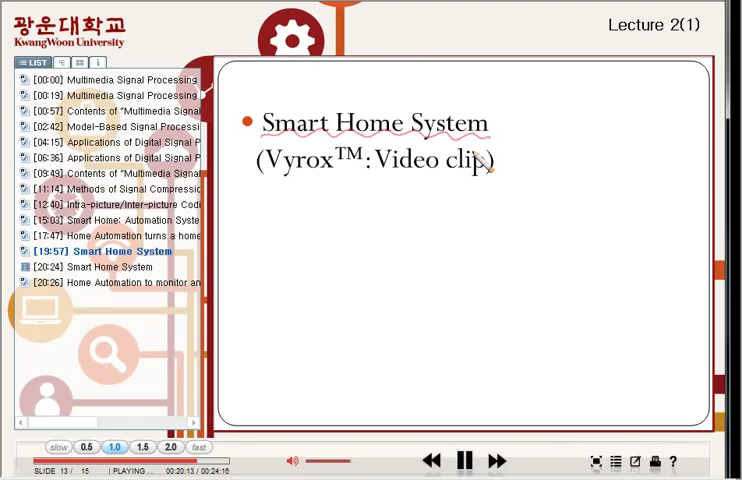 광운대학교
KwangWoon University
Lecture 2(1)
LIST
[00:00] Multimedia Signal Processing
[00:19] Multimedia Signal Processing
[00:57] Contents of "Multimedia Signal
[02:42] Model-Based Signal Processi
[04:15] Applications of Digital Signal P
[06:36] Applications of Digital Signal P
[09:49] Contents of "Multimedia Signal
[11:14] Methods of Signal Compressic
[12:40] Intra-picture/Inter-picture Codi
[15:03] Smart Home: Automation Syste
[17:47] Home Automation turns a home
[19:57] Smart Home System
[20:24] Smart Home System
[20:26] Home Automation to monitor an
• Smart Home System
(Vyrox™: Video clip)
slow 0.5 1.0 1.5 2.0 fast
SLIDE 13 / 15 | PLAYING ... 00:20:13 / 00:24:16